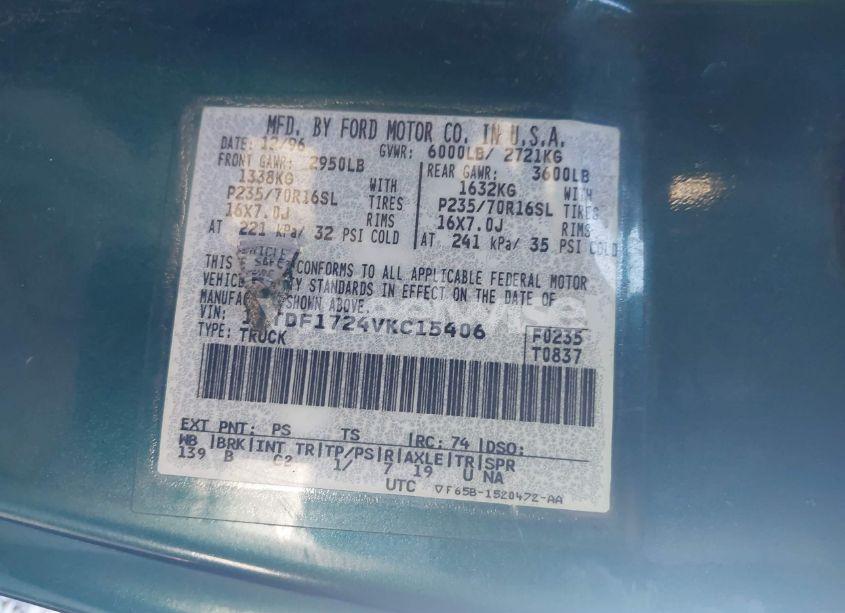 MFD. BY FORD MOTOR CO. IN U.S.A.
DATE: 12/96 GVWR: 6000LB/ 2721KG
FRONT GAWR: 2950LB REAR GAWR: 3600LB
1338KG WITH 1632KG WITH
P235/70R16SL TIRES P235/70R16SL TIRES
16X7.0J RIMS 16X7.0J RIMS
AT 221 kPa/ 32 PSI COLD AT 241 kPa/ 35 PSI COLD
THIS CONFORMS TO ALL APPLICABLE FEDERAL MOTOR
VEHICLE STANDARDS IN EFFECT ON THE DATE OF
SHOWN ABOVE.
VIN: DF1724VKC15406 F0235
TYPE: TRUCK T0837
EXT PNT: PS TS RC: 74 DSO:
WB BRK INT TR TP/PS R AXLE TR SPR
139 B C2 1/ 7 19 U NA
UTC ▽F65B-1520472-AA